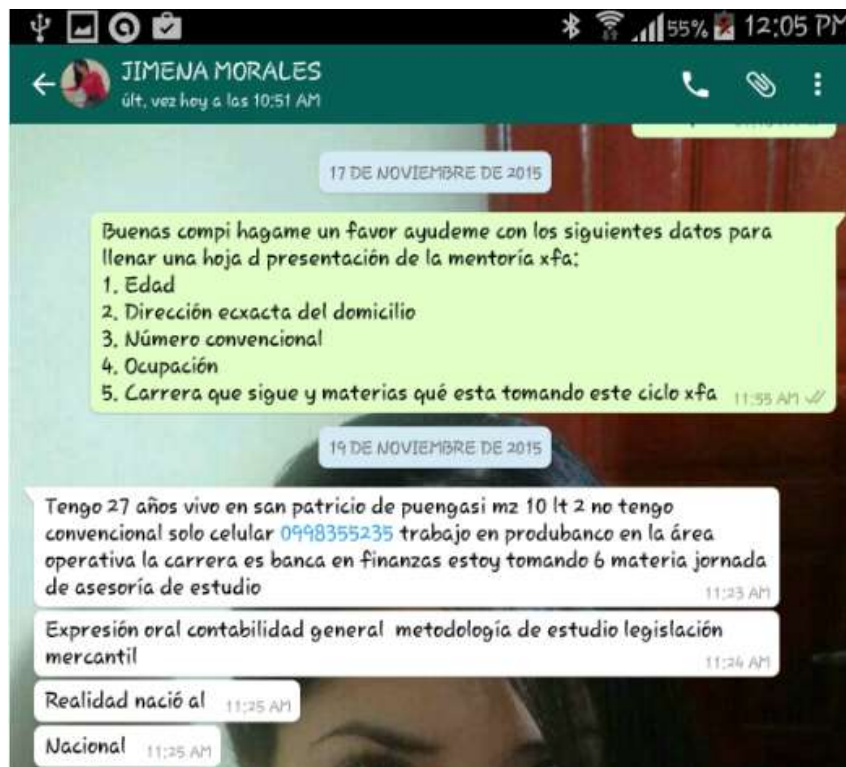 55% 12:05 PM
JIMENA MORALES
últ. vez hoy a las 10:51 AM
17 DE NOVIEMBRE DE 2015
Buenas compi hagame un favor ayudeme con los siguientes datos para
llenar una hoja d presentación de la mentoría xfa:
1. Edad
2. Dirección ecxacta del domicilio
3. Número convencional
4. Ocupación
5. Carrera que sigue y materias qué esta tomando este ciclo xfa 11:55 AM
19 DE NOVIEMBRE DE 2015
Tengo 27 años vivo en san patricio de puengasi mz 10 lt 2 no tengo
convencional solo celular 0998355235 trabajo en produbanco en la área
operativa la carrera es banca en finanzas estoy tomando 6 materia jornada
de asesoría de estudio 11:23 AM
Expresión oral contabilidad general metodología de estudio legislación
mercantil 11:24 AM
Realidad nació al 11:25 AM
Nacional 11:25 AM